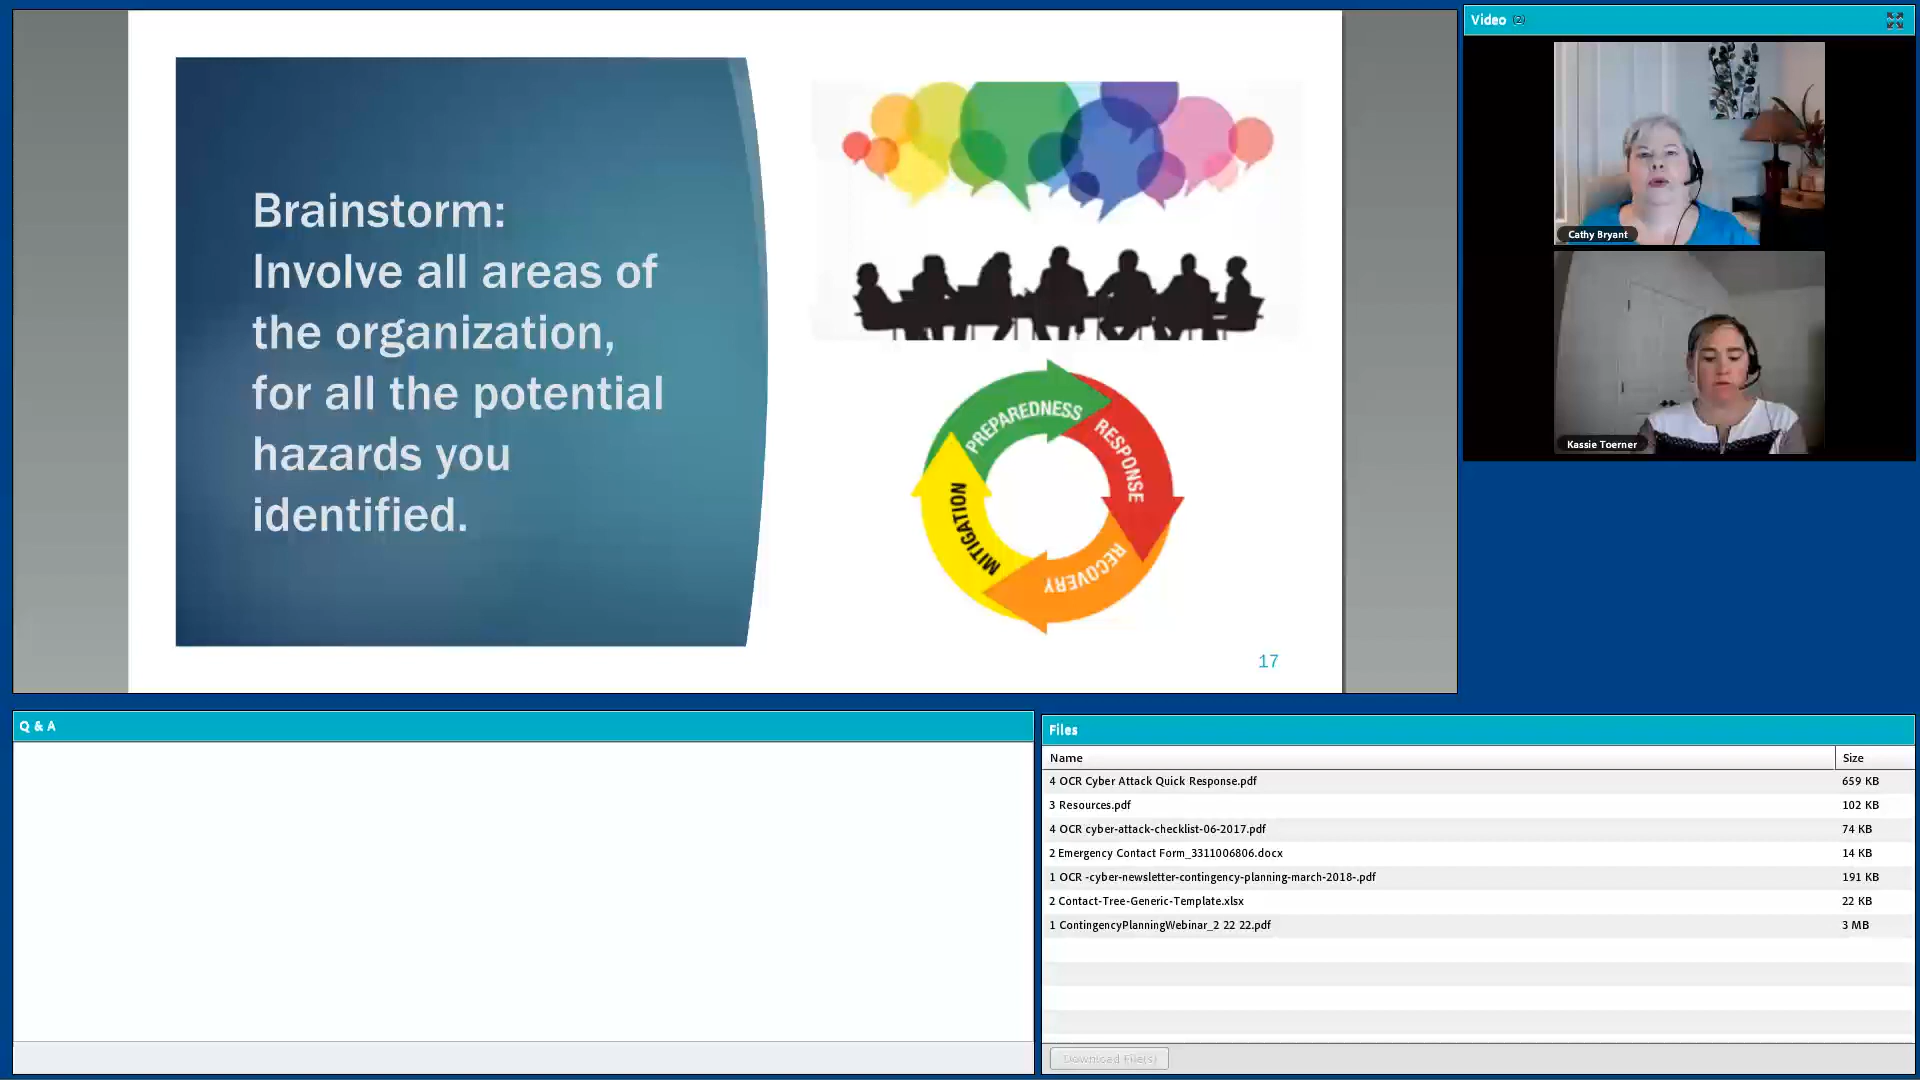 Brainstorm:
Involve all areas of
the organization,
for all the potential
hazards you
identified.
PREPAREDNESS
RESPONSE
RECOVERY
MITIGATION
17
Video (2)
Cathy Bryant
Kassie Toerner
Q & A
Files
Name Size
4 OCR Cyber Attack Quick Response.pdf 659 KB
3 Resources.pdf 102 KB
4 OCR cyber-attack-checklist-06-2017.pdf 74 KB
2 Emergency Contact Form_3311006806.docx 14 KB
1 OCR -cyber-newsletter-contingency-planning-march-2018-.pdf 191 KB
2 Contact-Tree-Generic-Template.xlsx 22 KB
1 ContingencyPlanningWebinar_2 22 22.pdf 3 MB
Download File(s)